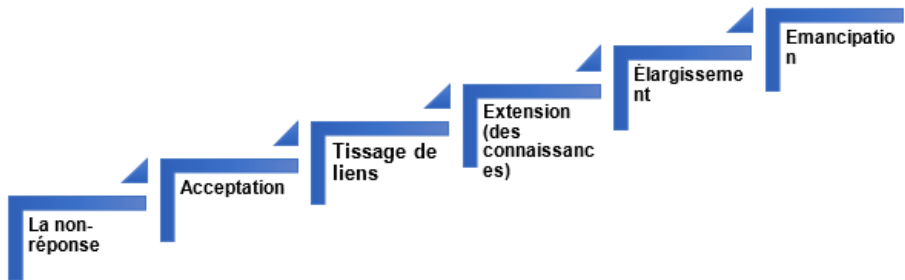 La non-
réponse
Acceptation
Tissage de
liens
Extension
(des
connaissanc
es)
Élargisseme
nt
Emancipatio
n